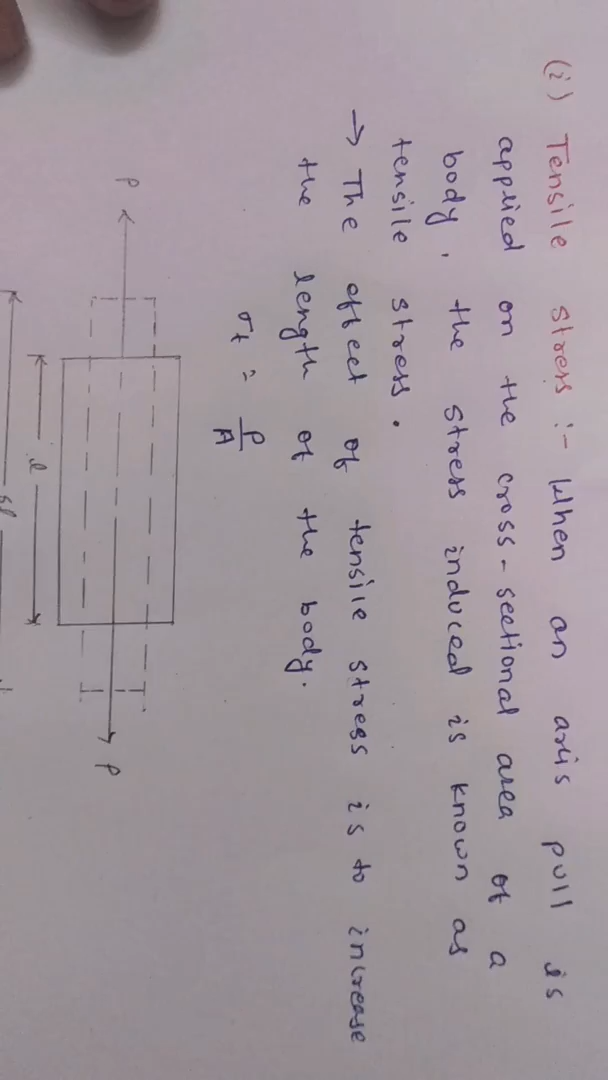 (i) Tensile stress :- When an axis pull is
applied on the cross-sectional area of a
body, the stress induced is known as
tensile stress.
→ The effect of tensile stress is to increase
the length of the body.
σt = P/A
P P
l